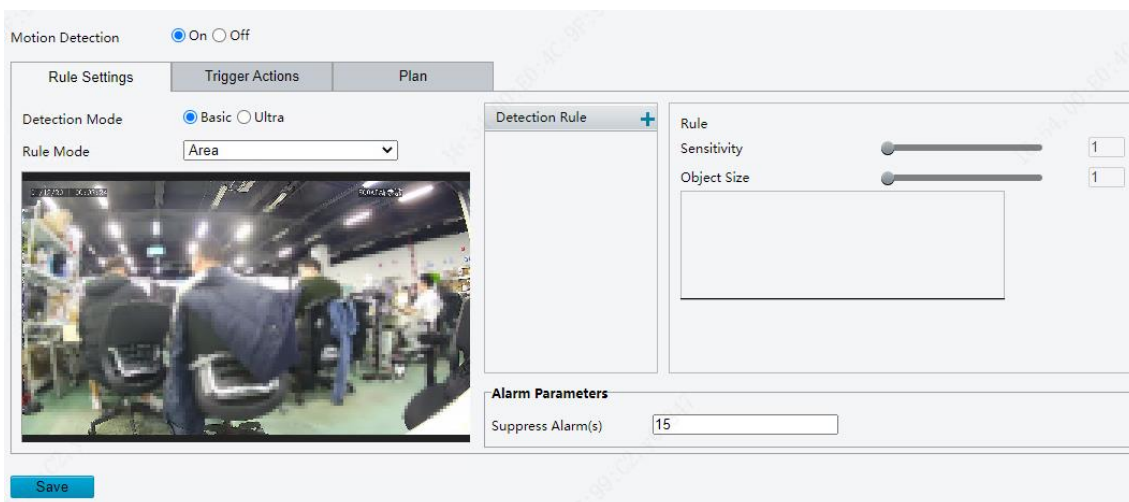 Motion Detection On Off
Rule Settings Trigger Actions Plan
Detection Mode Basic Ultra
Rule Mode Area
Detection Rule +
Rule
Sensitivity 1
Object Size 1
Alarm Parameters
Suppress Alarm(s) 15
Save